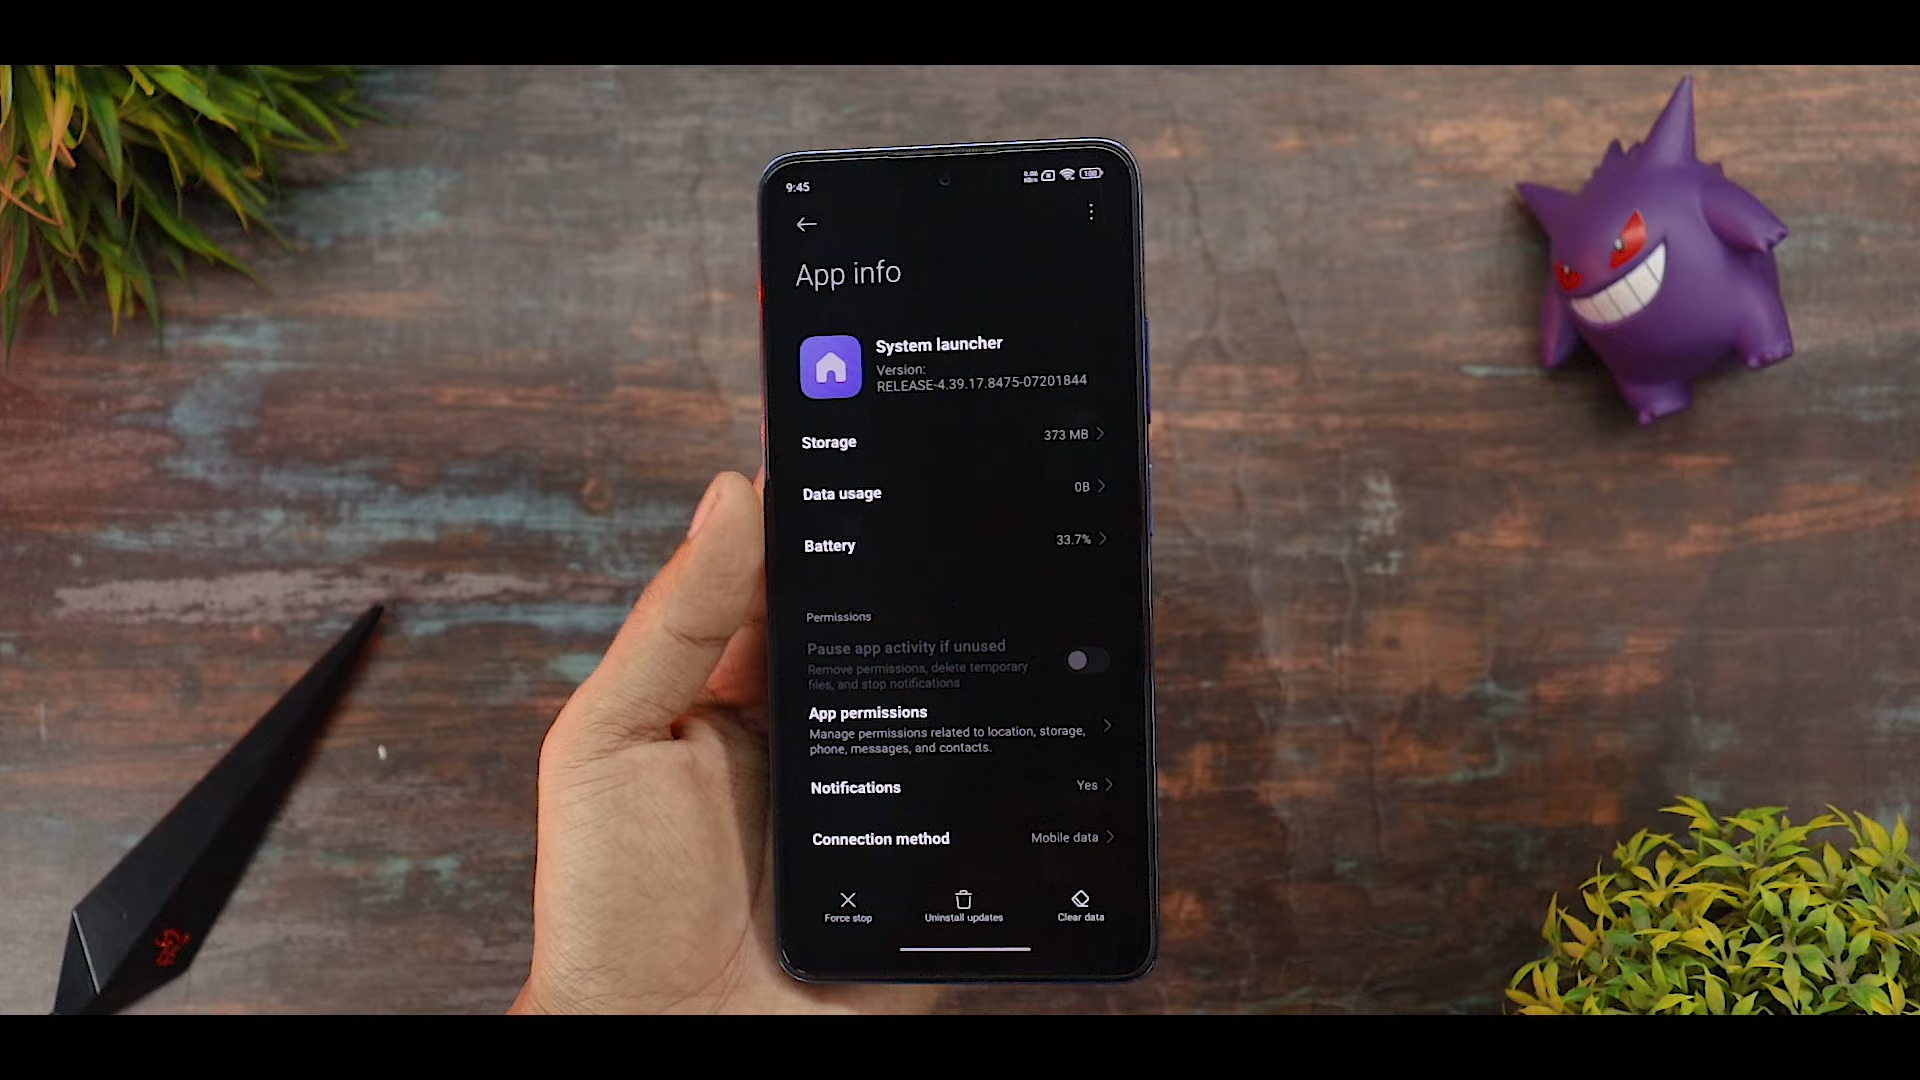 9:45
100
App info
System launcher
Version:
RELEASE-4.39.17.8475-07201844
Storage
373 MB
Data usage
0B
Battery
33.7%
Permissions
Pause app activity if unused
Remove permissions, delete temporary
files, and stop notifications
App permissions
Manage permissions related to location, storage,
phone, messages, and contacts.
Notifications
Yes
Connection method
Mobile data
Force stop
Uninstall updates
Clear data